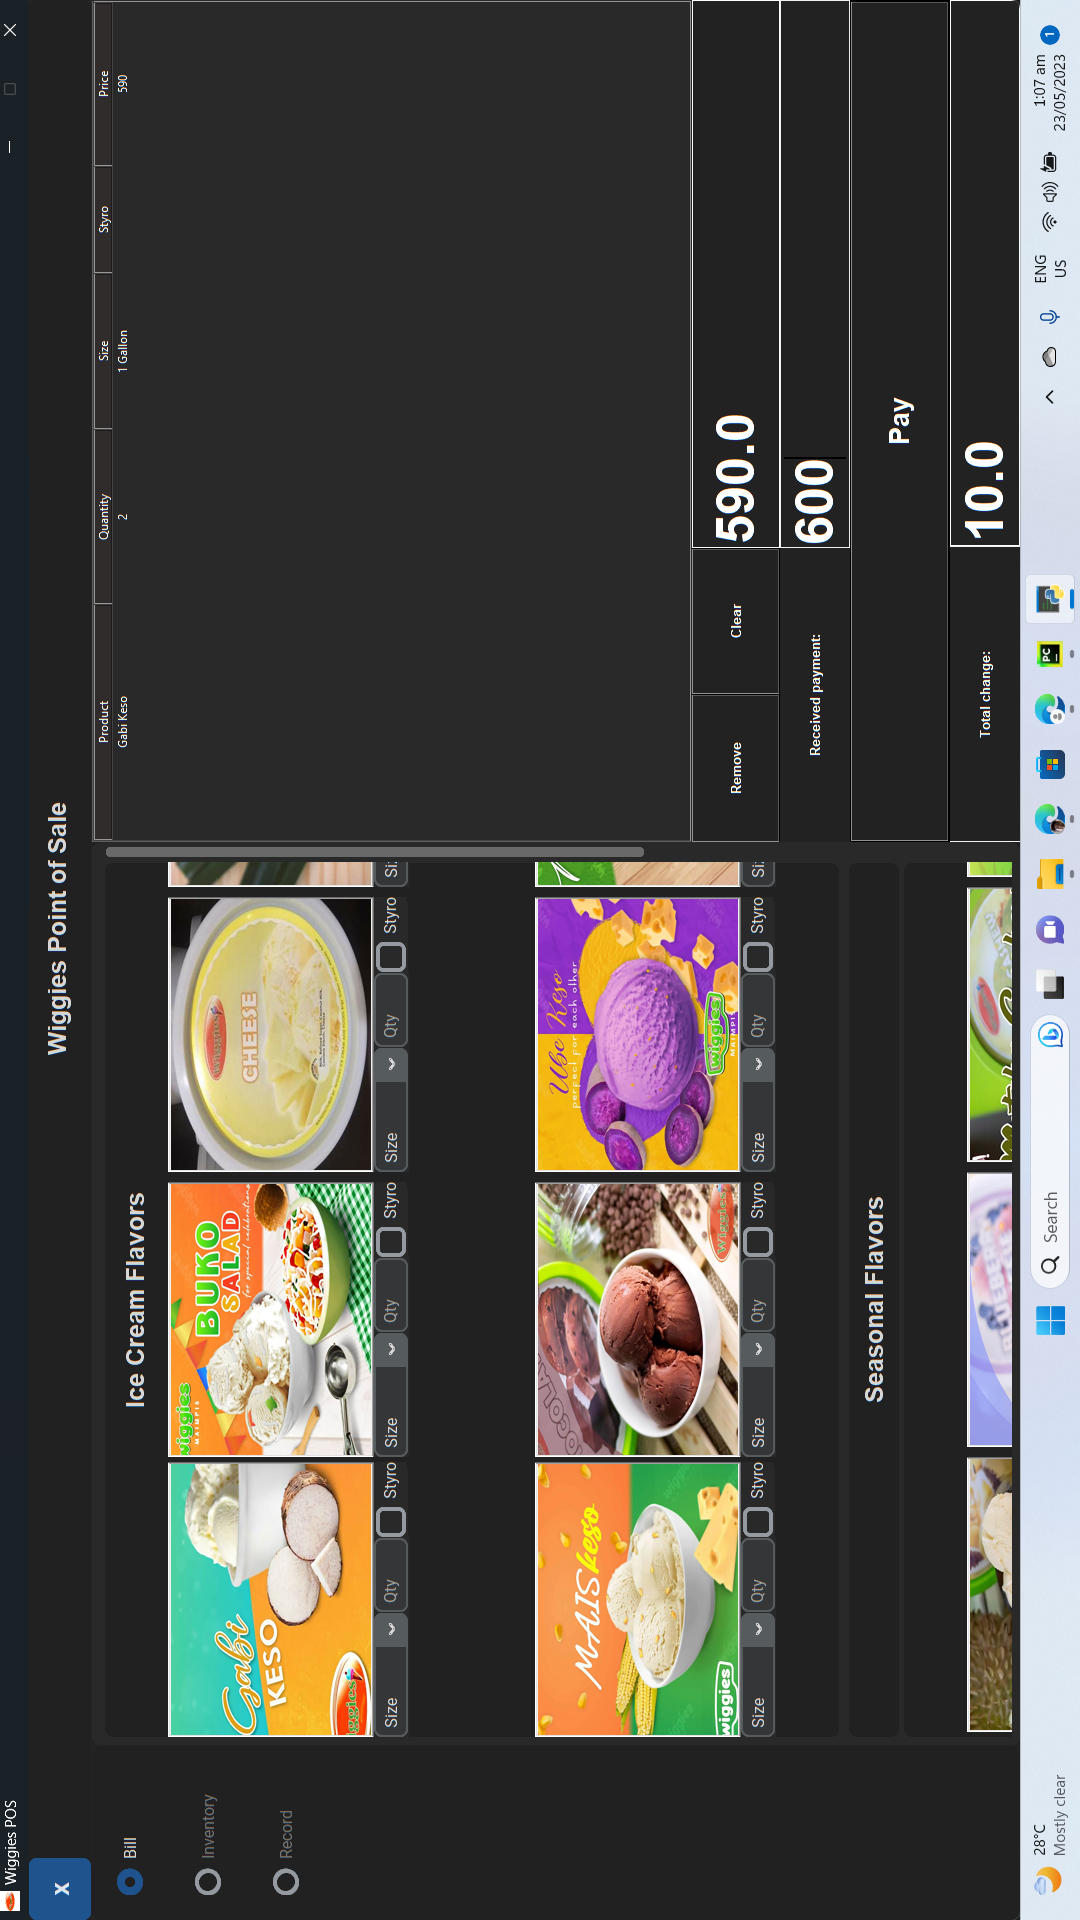 Wiggies POS
x
Wiggies Point of Sale
Bill
Inventory
Record
Ice Cream Flavors
Gabi
KESO
wiggies
MAIMPIS
BUKO
SALAD
for special celebrations
Wiggies
CHEESE
Size Qty Styro
Size Qty Styro
Size Qty Styro
MAIS keso
wiggies
Wiggies
Ube Keso
perfect for each other
wiggies
MAIMPIS
Size Qty Styro
Size Qty Styro
Size Qty Styro
Seasonal Flavors
Product Quantity Size Styro Price
Gabi Keso 2 1 Gallon 590
Remove Clear 590.0
Received payment: 600
Pay
Total change: 10.0
28°C
Mostly clear
Search
PC
ENG
US
1:07 am
23/05/2023
1